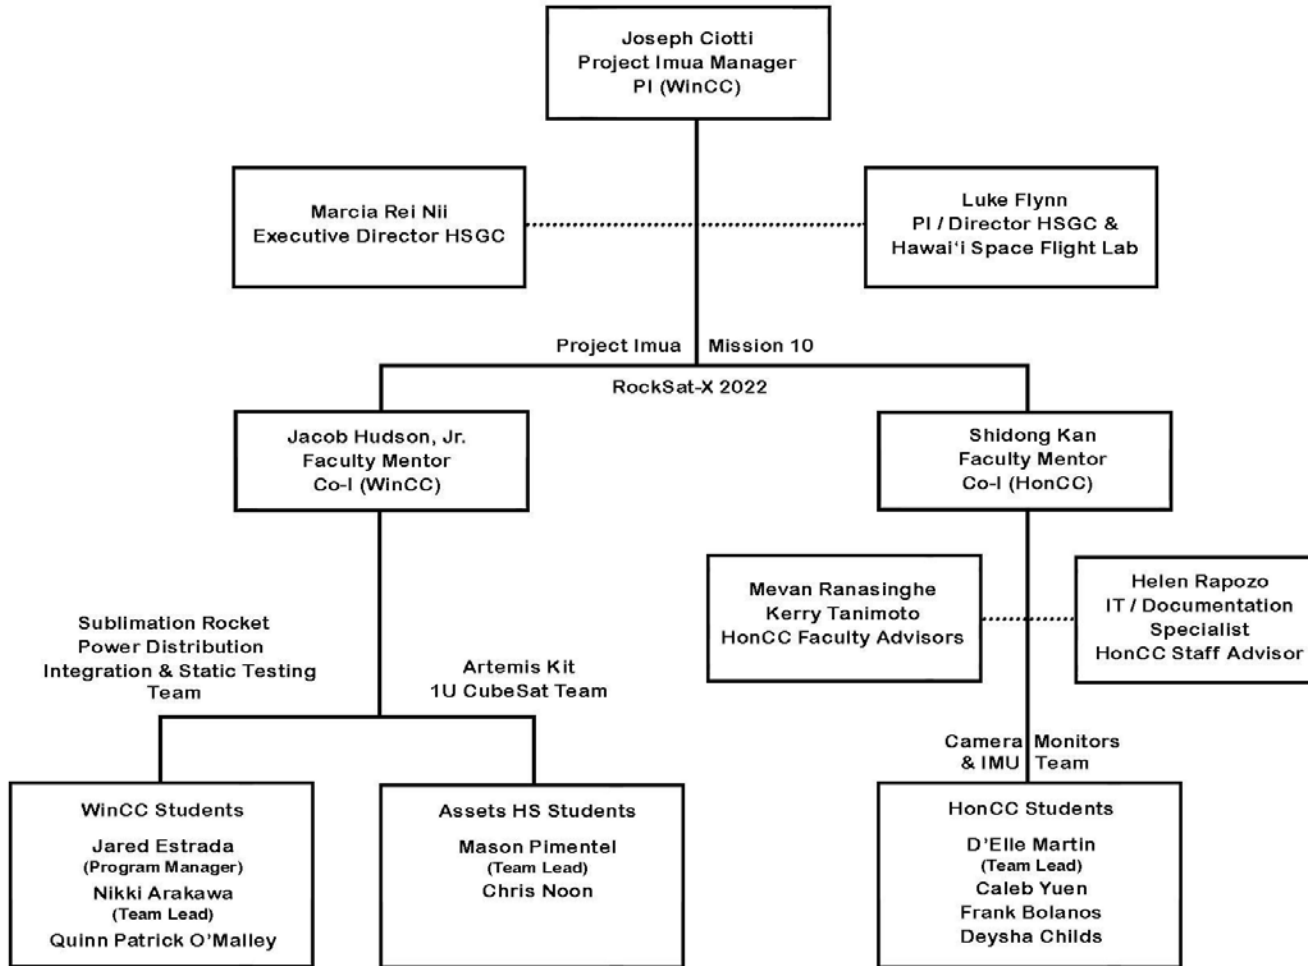 Joseph Ciotti
Project Imua Manager
PI (WinCC)
Marcia Rei Nii
Executive Director HSGC
Luke Flynn
PI / Director HSGC &
Hawai‘i Space Flight Lab
Project Imua Mission 10
RockSat-X 2022
Jacob Hudson, Jr.
Faculty Mentor
Co-I (WinCC)
Shidong Kan
Faculty Mentor
Co-I (HonCC)
Mevan Ranasinghe
Kerry Tanimoto
HonCC Faculty Advisors
Helen Rapozo
IT / Documentation
Specialist
HonCC Staff Advisor
Sublimation Rocket
Power Distribution
Integration & Static Testing
Team
Artemis Kit
1U CubeSat Team
Camera Monitors
& IMU Team
WinCC Students
Jared Estrada
(Program Manager)
Nikki Arakawa
(Team Lead)
Quinn Patrick O’Malley
Assets HS Students
Mason Pimentel
(Team Lead)
Chris Noon
HonCC Students
D’Elle Martin
(Team Lead)
Caleb Yuen
Frank Bolanos
Deysha Childs